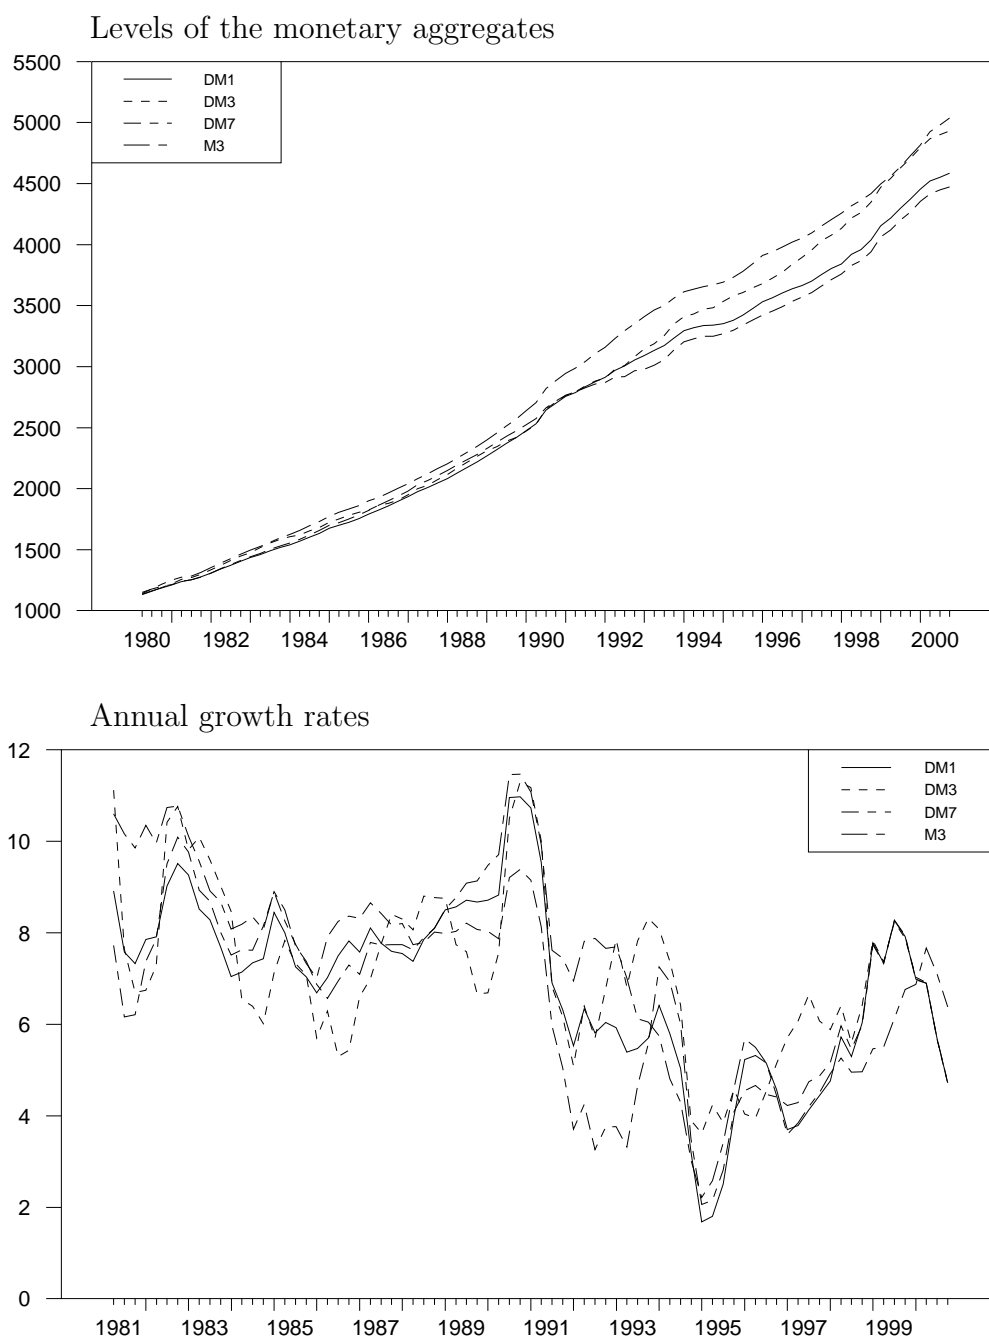 Levels of the monetary aggregates
5500
5000
4500
4000
3500
3000
2500
2000
1500
1000
DM1
DM3
DM7
M3
1980 1982 1984 1986 1988 1990 1992 1994 1996 1998 2000
Annual growth rates
12
10
8
6
4
2
0
DM1
DM3
DM7
M3
1981 1983 1985 1987 1989 1991 1993 1995 1997 1999